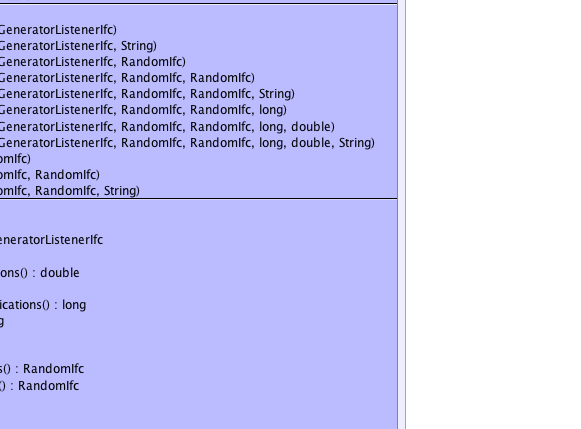 GeneratorListenerIfc)
GeneratorListenerIfc, String)
GeneratorListenerIfc, RandomIfc)
GeneratorListenerIfc, RandomIfc, RandomIfc)
GeneratorListenerIfc, RandomIfc, RandomIfc, String)
GeneratorListenerIfc, RandomIfc, RandomIfc, long)
GeneratorListenerIfc, RandomIfc, RandomIfc, long, double)
GeneratorListenerIfc, RandomIfc, RandomIfc, long, double, String)
omIfc)
omIfc, RandomIfc)
omIfc, RandomIfc, String)
eneratorListenerIfc
ons() : double
ications() : long
g
s() : RandomIfc
() : RandomIfc